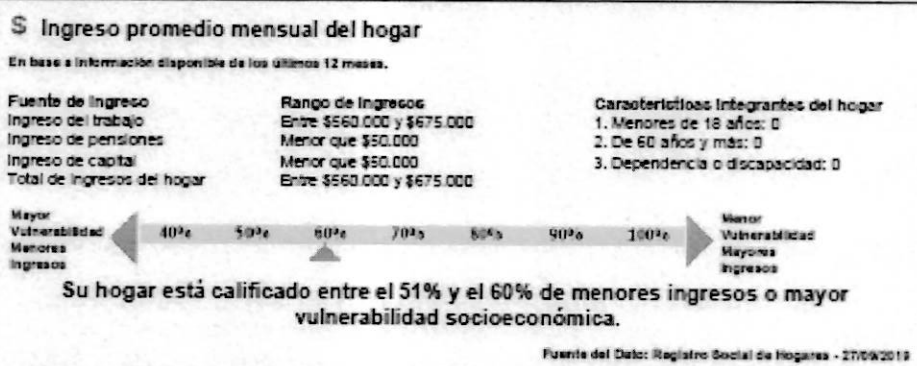 $ Ingreso promedio mensual del hogar
En base a información disponible de los últimos 12 meses.
Fuente de Ingreso Rango de Ingresos Características Integrantes del hogar
Ingreso del trabajo Entre $560.000 y $675.000 1. Menores de 18 años: 0
Ingreso de pensiones Menor que $50.000 2. De 60 años y más: 0
Ingreso de capital Menor que $50.000 3. Dependencia o discapacidad: 0
Total de Ingresos del hogar Entre $560.000 y $675.000
Mayor
Vulnerabilidad
Menores
Ingresos
40% 50% 60% 70% 80% 90% 100%
Menor
Vulnerabilidad
Mayores
Ingresos
Su hogar está calificado entre el 51% y el 60% de menores ingresos o mayor
vulnerabilidad socioeconómica.
Fuente del Dato: Registro Social de Hogares - 27/09/2019